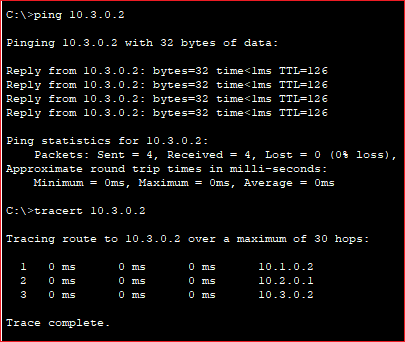 C:\>ping 10.3.0.2
Pinging 10.3.0.2 with 32 bytes of data:
Reply from 10.3.0.2: bytes=32 time<1ms TTL=126
Reply from 10.3.0.2: bytes=32 time<1ms TTL=126
Reply from 10.3.0.2: bytes=32 time<1ms TTL=126
Reply from 10.3.0.2: bytes=32 time<1ms TTL=126
Ping statistics for 10.3.0.2:
Packets: Sent = 4, Received = 4, Lost = 0 (0% loss),
Approximate round trip times in milli-seconds:
Minimum = 0ms, Maximum = 0ms, Average = 0ms
C:\>tracert 10.3.0.2
Tracing route to 10.3.0.2 over a maximum of 30 hops:
1 0 ms 0 ms 0 ms 10.1.0.2
2 0 ms 0 ms 0 ms 10.2.0.1
3 0 ms 0 ms 0 ms 10.3.0.2
Trace complete.